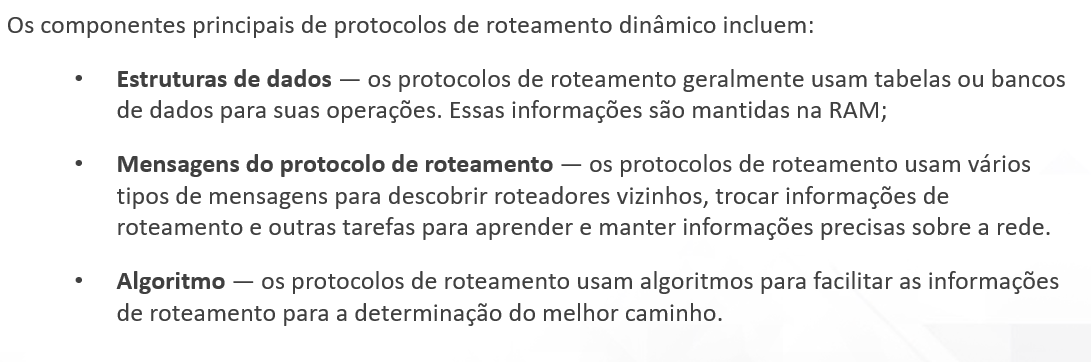 Os componentes principais de protocolos de roteamento dinâmico incluem:
• Estruturas de dados — os protocolos de roteamento geralmente usam tabelas ou bancos
de dados para suas operações. Essas informações são mantidas na RAM;
• Mensagens do protocolo de roteamento — os protocolos de roteamento usam vários
tipos de mensagens para descobrir roteadores vizinhos, trocar informações de
roteamento e outras tarefas para aprender e manter informações precisas sobre a rede.
• Algoritmo — os protocolos de roteamento usam algoritmos para facilitar as informações
de roteamento para a determinação do melhor caminho.